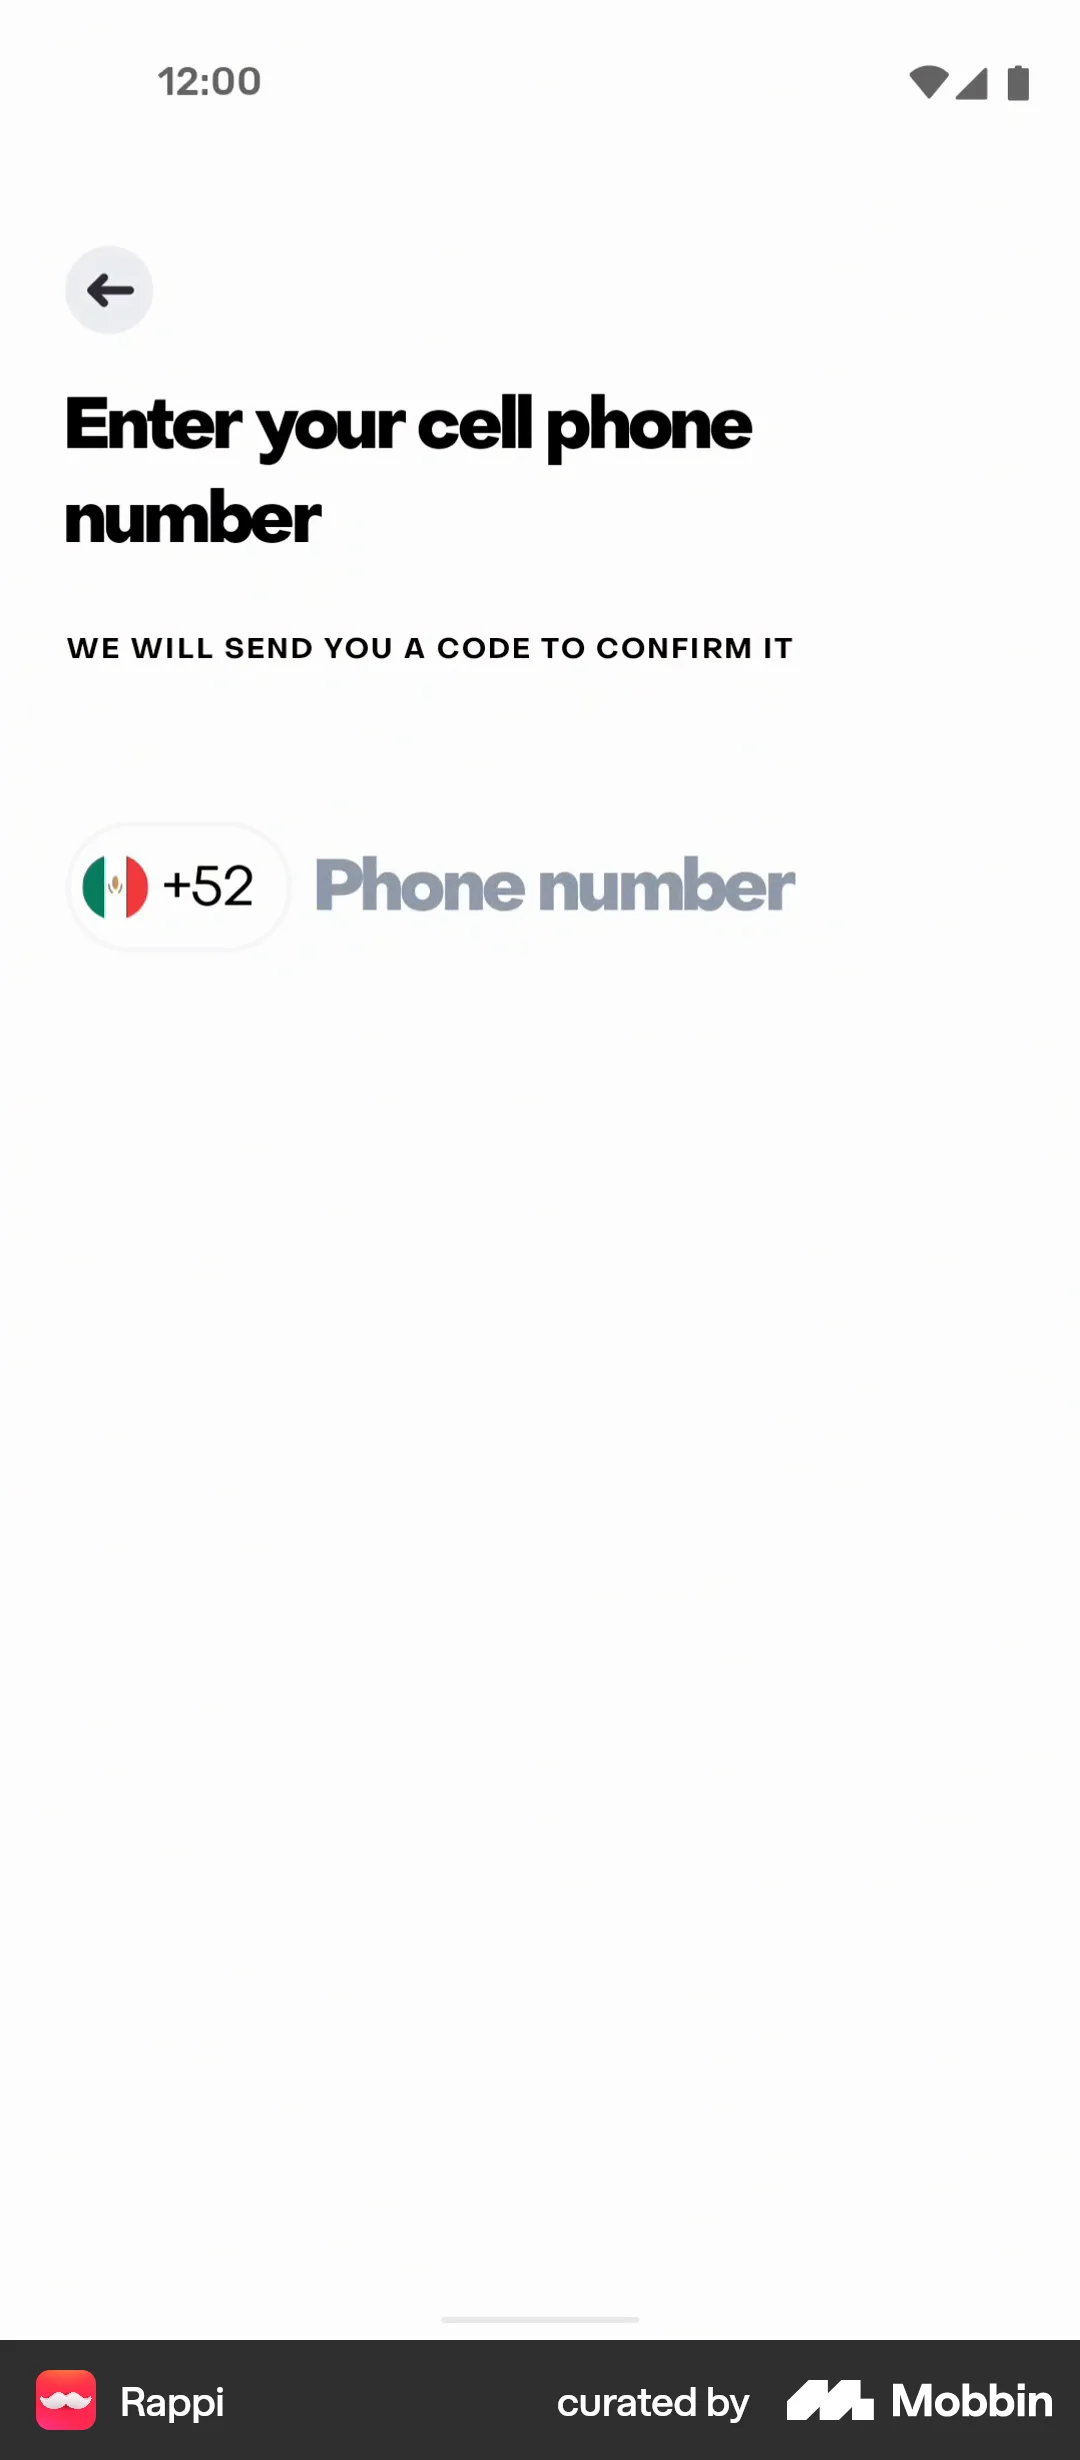 12:00
Enter your cell phone
number
WE WILL SEND YOU A CODE TO CONFIRM IT
+52 Phone number
Rappi curated by Mobbin